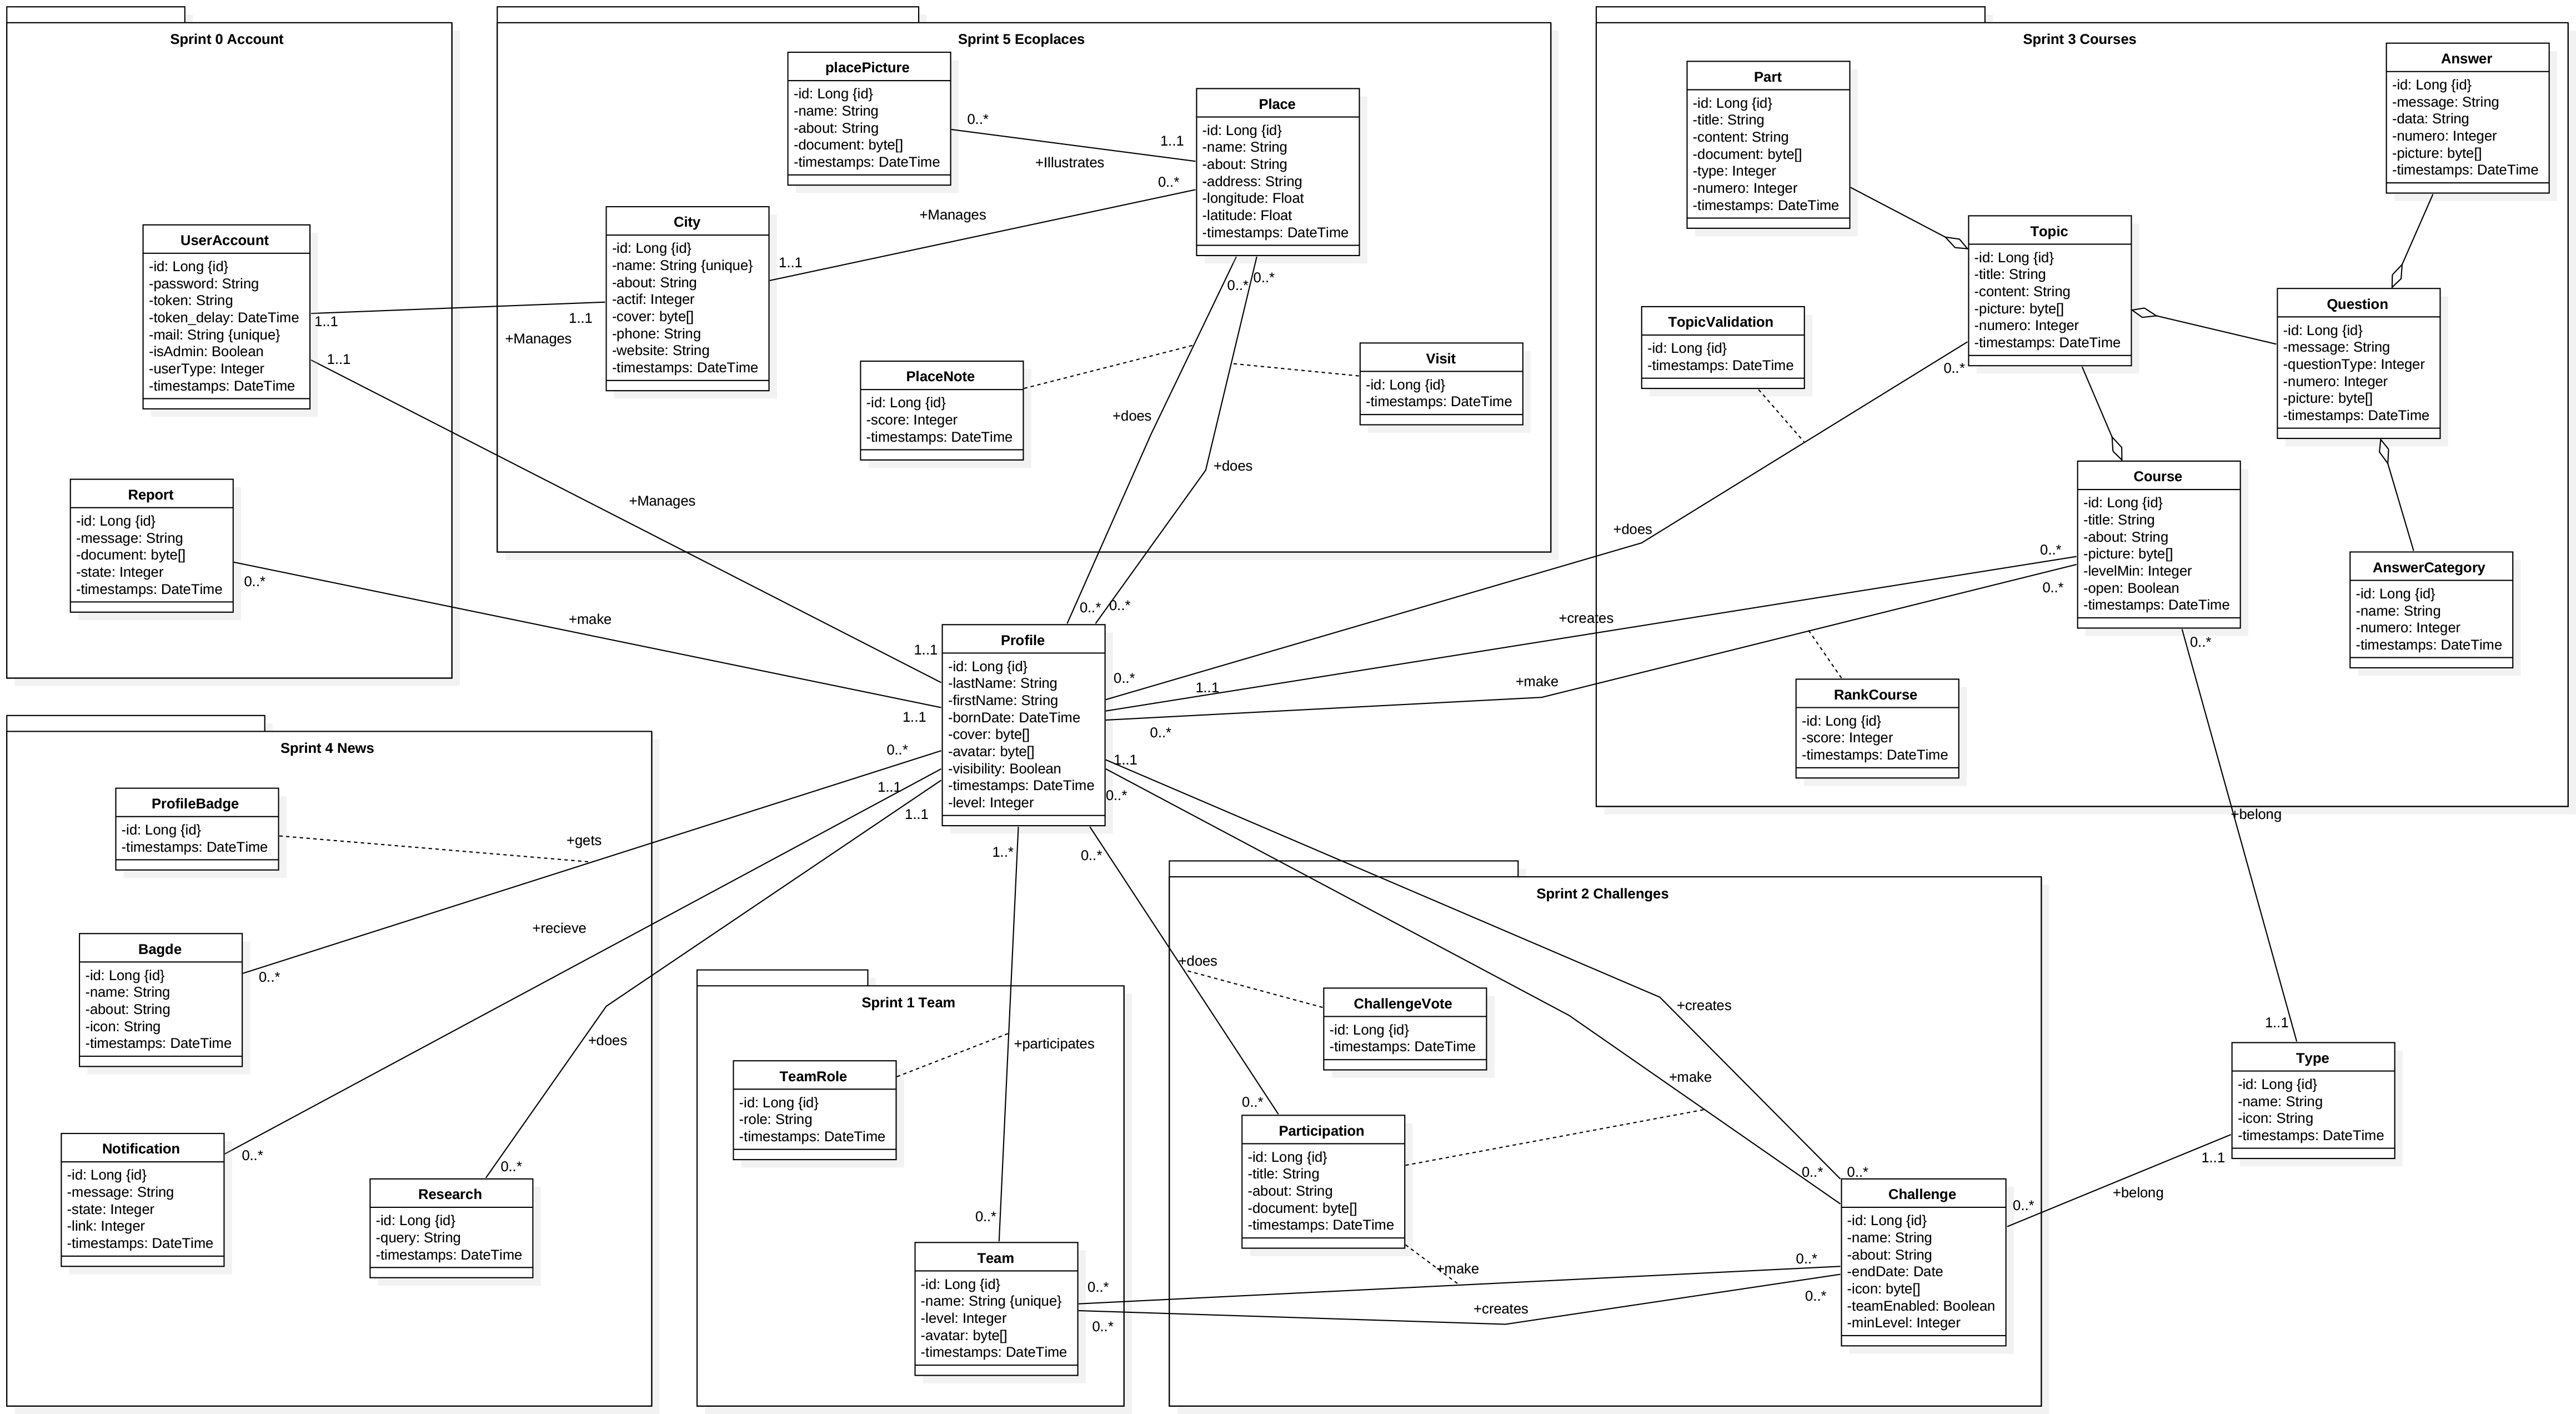 Sprint 0 Account
UserAccount
-id: Long {id}
-password: String
-token: String
-token_delay: DateTime
-mail: String {unique}
-isAdmin: Boolean
-userType: Integer
-timestamps: DateTime
1..1
1..1
+Manages
1..1
+Manages
1..1
Report
-id: Long {id}
-message: String
-document: byte[]
-state: Integer
-timestamps: DateTime
0..*
+make
1..1
Sprint 5 Ecoplaces
placePicture
-id: Long {id}
-name: String
-about: String
-document: byte[]
-timestamps: DateTime
0..*
+Illustrates
1..1
Place
-id: Long {id}
-name: String
-about: String
-address: String
-longitude: Float
-latitude: Float
-timestamps: DateTime
City
-id: Long {id}
-name: String {unique}
-about: String
-actif: Integer
-cover: byte[]
-phone: String
-website: String
-timestamps: DateTime
1..1
+Manages
0..*
0..*
0..*
PlaceNote
-id: Long {id}
-score: Integer
-timestamps: DateTime
Visit
-id: Long {id}
-timestamps: DateTime
+does
+does
0..*
0..*
Sprint 3 Courses
Part
-id: Long {id}
-title: String
-content: String
-document: byte[]
-type: Integer
-numero: Integer
-timestamps: DateTime
Answer
-id: Long {id}
-message: String
-data: String
-numero: Integer
-picture: byte[]
-timestamps: DateTime
Topic
-id: Long {id}
-title: String
-content: String
-picture: byte[]
-numero: Integer
-timestamps: DateTime
Question
-id: Long {id}
-message: String
-questionType: Integer
-numero: Integer
-picture: byte[]
-timestamps: DateTime
TopicValidation
-id: Long {id}
-timestamps: DateTime
0..*
+does
0..*
Course
-id: Long {id}
-title: String
-about: String
-picture: byte[]
-levelMin: Integer
-open: Boolean
-timestamps: DateTime
AnswerCategory
-id: Long {id}
-name: String
-numero: Integer
-timestamps: DateTime
0..*
+creates
1..1
0..*
+make
0..*
RankCourse
-id: Long {id}
-score: Integer
-timestamps: DateTime
0..*
+belong
1..1
Profile
-id: Long {id}
-lastName: String
-firstName: String
-bornDate: DateTime
-cover: byte[]
-avatar: byte[]
-visibility: Boolean
-timestamps: DateTime
-level: Integer
Sprint 4 News
ProfileBadge
-id: Long {id}
-timestamps: DateTime
0..*
+gets
0..*
Bagde
-id: Long {id}
-name: String
-about: String
-icon: String
-timestamps: DateTime
1..1
+recieve
0..*
Notification
-id: Long {id}
-message: String
-state: Integer
-link: Integer
-timestamps: DateTime
1..1
+does
0..*
Research
-id: Long {id}
-query: String
-timestamps: DateTime
Sprint 1 Team
1..*
+participates
0..*
TeamRole
-id: Long {id}
-role: String
-timestamps: DateTime
Team
-id: Long {id}
-name: String {unique}
-level: Integer
-avatar: byte[]
-timestamps: DateTime
Sprint 2 Challenges
0..*
+does
0..*
ChallengeVote
-id: Long {id}
-timestamps: DateTime
1..1
+creates
0..*
0..*
+make
0..*
Participation
-id: Long {id}
-title: String
-about: String
-document: byte[]
-timestamps: DateTime
0..*
+make
0..*
0..*
+creates
0..*
Challenge
-id: Long {id}
-name: String
-about: String
-endDate: Date
-icon: byte[]
-teamEnabled: Boolean
-minLevel: Integer
0..*
+belong
1..1
Type
-id: Long {id}
-name: String
-icon: String
-timestamps: DateTime